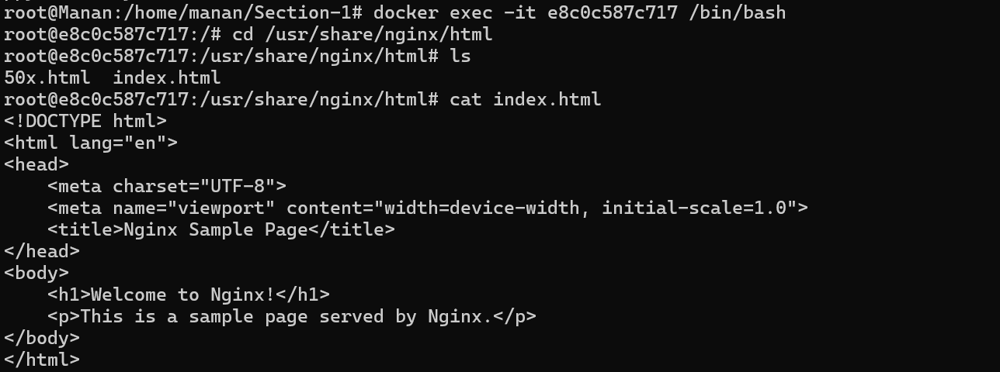 root@Manan:/home/manan/Section-1# docker exec -it e8c0c587c717 /bin/bash
root@e8c0c587c717:/# cd /usr/share/nginx/html
root@e8c0c587c717:/usr/share/nginx/html# ls
50x.html  index.html
root@e8c0c587c717:/usr/share/nginx/html# cat index.html
<!DOCTYPE html>
<html lang="en">
<head>
    <meta charset="UTF-8">
    <meta name="viewport" content="width=device-width, initial-scale=1.0">
    <title>Nginx Sample Page</title>
</head>
<body>
    <h1>Welcome to Nginx!</h1>
    <p>This is a sample page served by Nginx.</p>
</body>
</html>